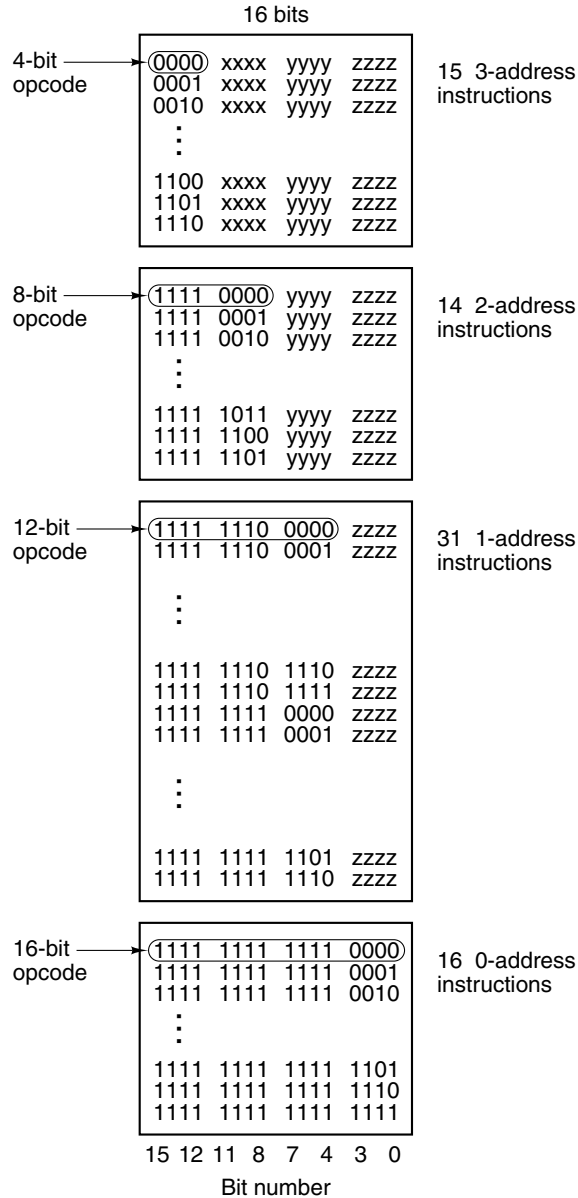 16 bits
4-bit opcode
0000 xxxx yyyy zzzz
0001 xxxx yyyy zzzz
0010 xxxx yyyy zzzz
1100 xxxx yyyy zzzz
1101 xxxx yyyy zzzz
1110 xxxx yyyy zzzz
15 3-address
instructions
8-bit
opcode
1111 0000 yyyy zzzz
1111 0001 yyyy zzzz
1111 0010 yyyy zzzz
1111 1011 yyyy zzzz
1111 1100 yyyy zzzz
1111 1101 yyyy zzzz
14 2-address
instructions
12-bit
opcode
1111 1110 0000 zzzz
1111 1110 0001 zzzz
1111 1110 1110 zzzz
1111 1110 1111 zzzz
1111 1111 0000 zzzz
1111 1111 0001 zzzz
1111 1111 1101 zzzz
1111 1111 1110 zzzz
31 1-address
instructions
16-bit
opcode
1111 1111 1111 0000
1111 1111 1111 0001
1111 1111 1111 0010
1111 1111 1111 1101
1111 1111 1111 1110
1111 1111 1111 1111
16 0-address
instructions
15 12 11 8 7 4 3 0
Bit number